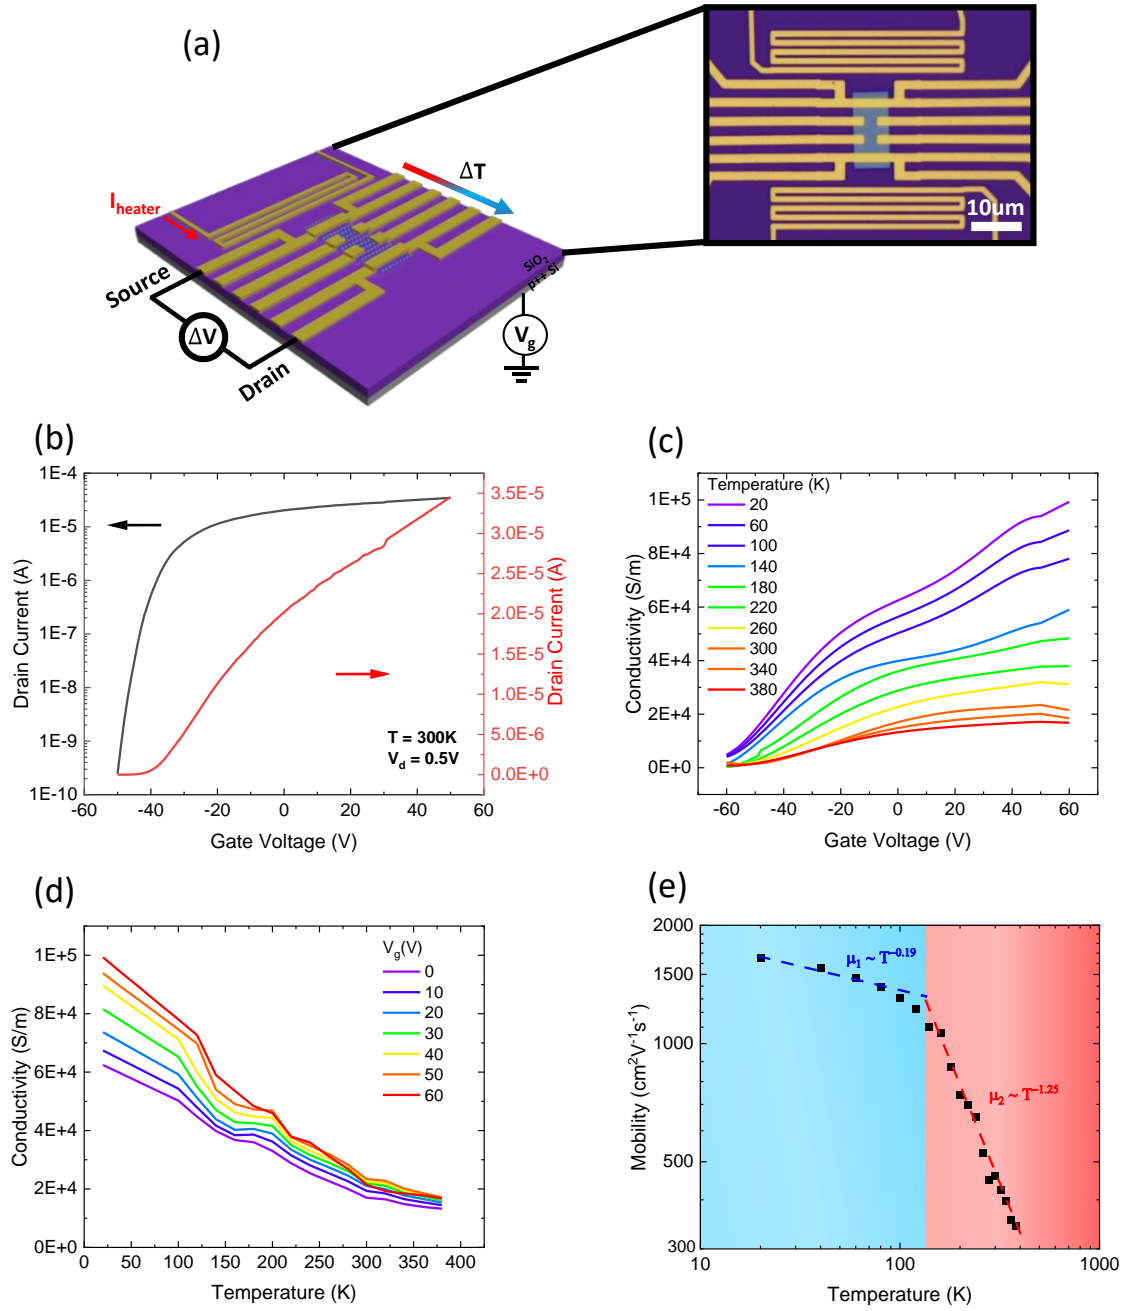 (a)
I_heater
ΔT
10um
SiO₂
p++ Si
Source
ΔV
Drain
V_g
(b)
1E-4
1E-5
1E-6
1E-7
1E-8
1E-9
1E-10
Drain Current (A)
3.5E-5
3.0E-5
2.5E-5
2.0E-5
1.5E-5
1.0E-5
5.0E-6
0.0E+0
Drain Current (A)
T = 300K
V_d = 0.5V
-60 -40 -20 0 20 40 60
Gate Voltage (V)
(c)
Temperature (K)
20
60
100
140
180
220
260
300
340
380
1E+5
8E+4
6E+4
4E+4
2E+4
0E+0
Conductivity (S/m)
-60 -40 -20 0 20 40 60
Gate Voltage (V)
(d)
V_g(V)
0
10
20
30
40
50
60
1E+5
8E+4
6E+4
4E+4
2E+4
0E+0
Conductivity (S/m)
0 50 100 150 200 250 300 350 400
Temperature (K)
(e)
2000
1500
1000
500
300
Mobility (cm²V⁻¹s⁻¹)
μ₁ ~ T⁻⁰·¹⁹
μ₂ ~ T⁻¹·²⁵
10 100 1000
Temperature (K)